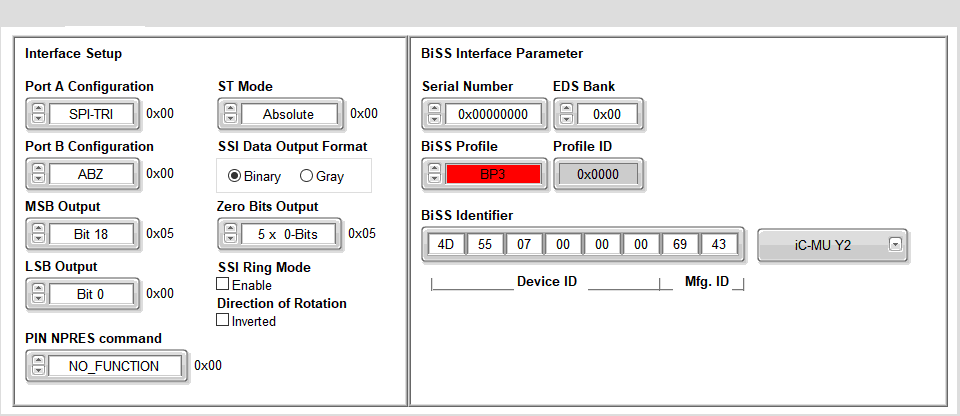 Interface Setup
Port A Configuration
SPI-TRI 0x00
Port B Configuration
ABZ 0x00
MSB Output
Bit 18 0x05
LSB Output
Bit 0 0x00
PIN NPRES command
NO_FUNCTION 0x00
ST Mode
Absolute 0x00
SSI Data Output Format
Binary Gray
Zero Bits Output
5 x 0-Bits 0x05
SSI Ring Mode
Enable
Direction of Rotation
Inverted
BiSS Interface Parameter
Serial Number EDS Bank
0x00000000 0x00
BiSS Profile Profile ID
BP3 0x0000
BiSS Identifier
4D 55 07 00 00 00 69 43 iC-MU Y2
Device ID Mfg. ID